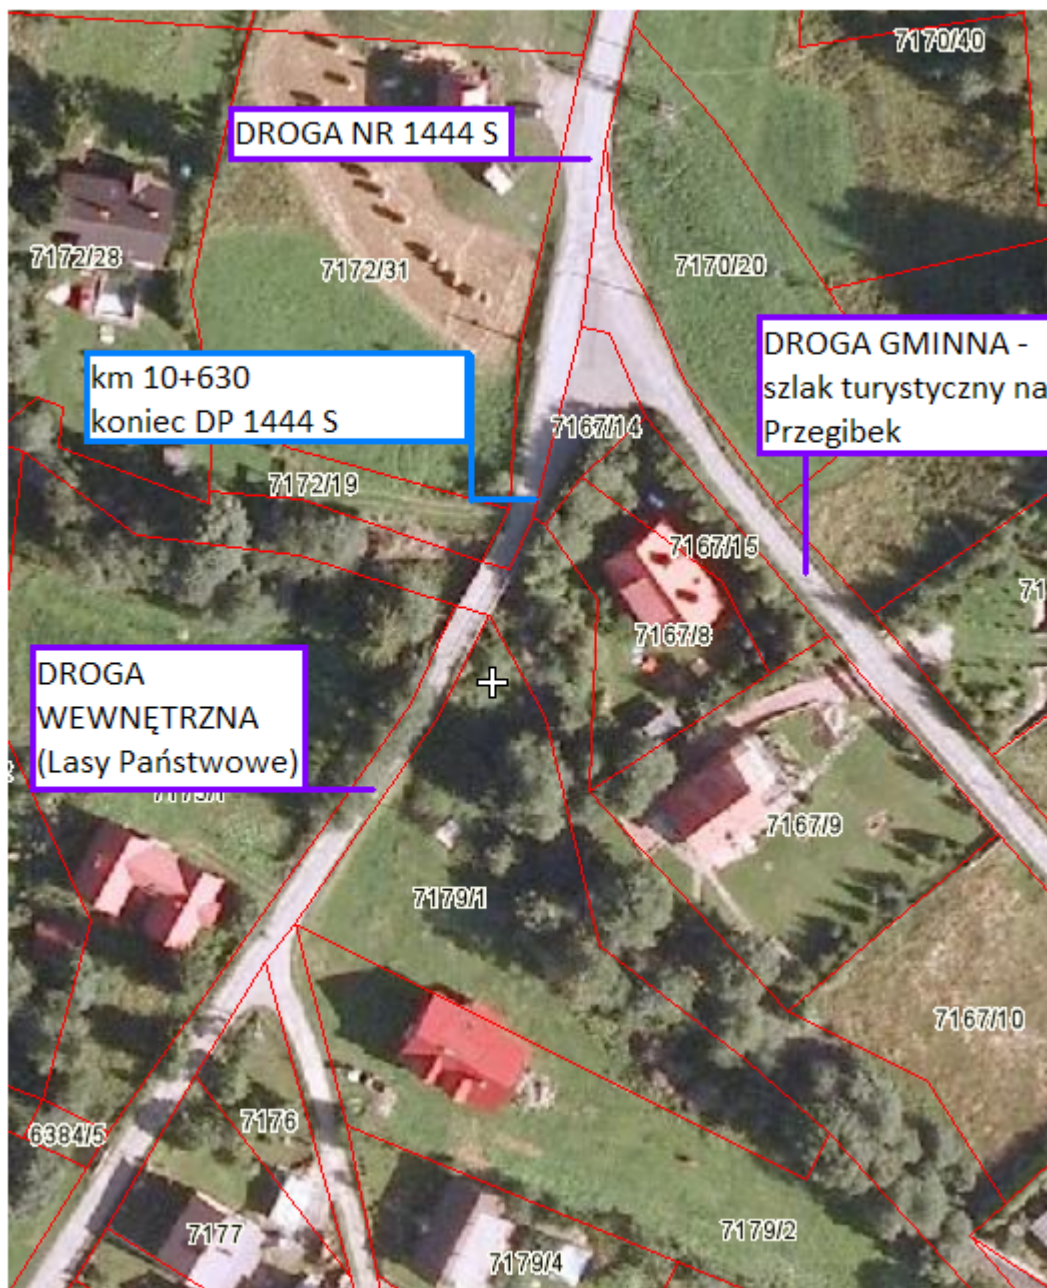 7170/40
DROGA NR 1444 S
7172/28
7172/31
7170/20
DROGA GMINNA -
szlak turystyczny na
Przegibek
km 10+630
koniec DP 1444 S
7167/14
7172/19
7167/15
7167/8
DROGA
WEWNĘTRZNA
(Lasy Państwowe)
7167/9
7179/1
7167/10
7176
6384/5
7177
7179/2
7179/4